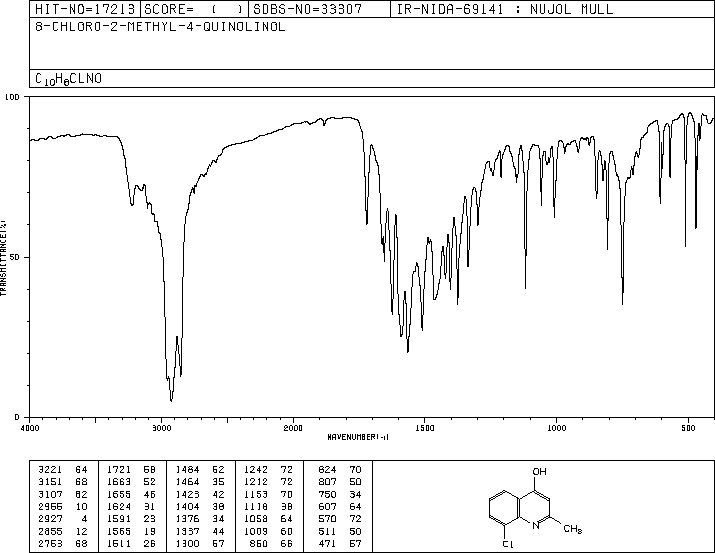 HIT-NO=17213 SCORE= ( ) SDBS-NO=33307 IR-NIDA-69141 : NUJOL MULL
8-CHLORO-2-METHYL-4-QUINOLINOL
C10H8CLNO
100
50
0
TRANSMITTANCE(%)
4000 3000 2000 1500 1000 500
WAVENUMBER(-1)
3221 64 1721 58 1484 52 1242 72 824 70
3151 68 1663 52 1464 35 1212 72 807 50
3107 62 1655 46 1423 42 1153 70 750 34
2956 10 1624 31 1404 38 1118 38 607 64
2927 4 1591 23 1376 34 1058 64 570 72
2855 12 1565 19 1337 44 1009 60 511 50
2753 68 1511 26 1300 57 850 66 471 57
OH
N
CH3
Cl